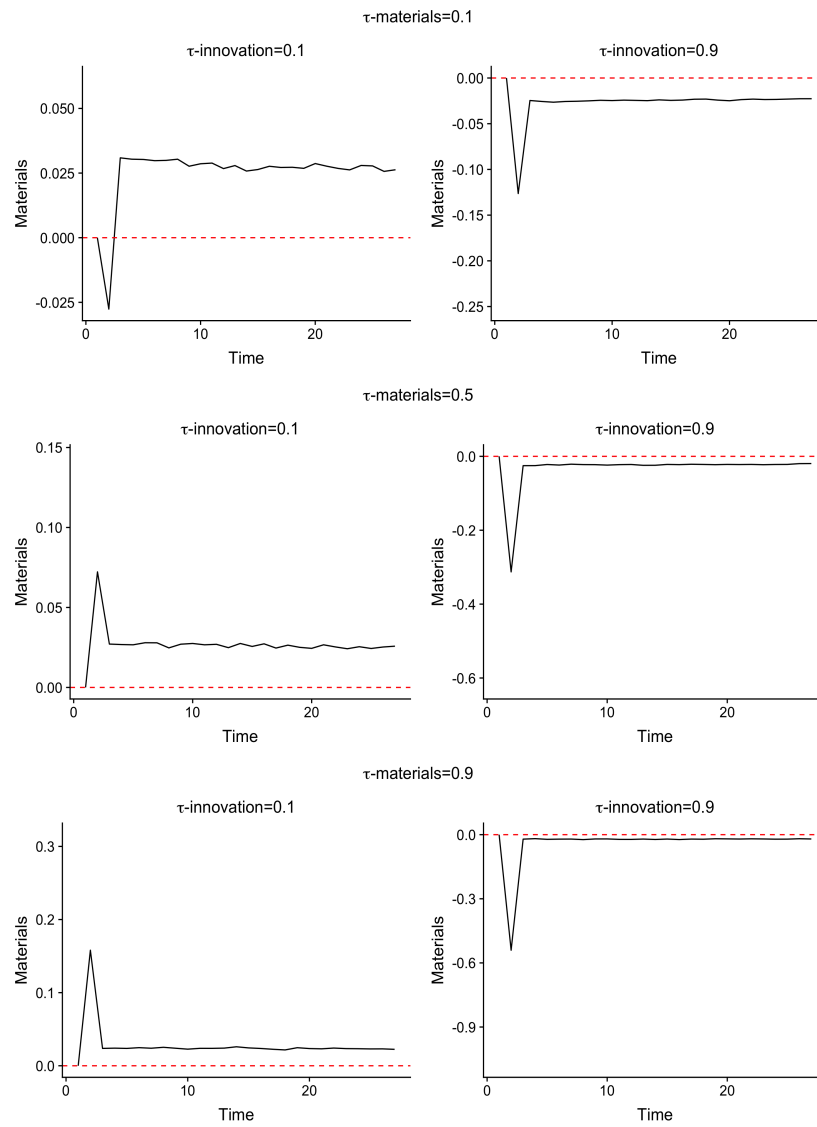 τ-materials=0.1
τ-innovation=0.1
τ-innovation=0.9
Materials
0.050
0.025
0.000
-0.025
0
10
20
Time
Materials
0.00
-0.05
-0.10
-0.15
-0.20
-0.25
0
10
20
Time
τ-materials=0.5
τ-innovation=0.1
τ-innovation=0.9
Materials
0.15
0.10
0.05
0.00
0
10
20
Time
Materials
0.0
-0.2
-0.4
-0.6
0
10
20
Time
τ-materials=0.9
τ-innovation=0.1
τ-innovation=0.9
Materials
0.3
0.2
0.1
0.0
0
10
20
Time
Materials
0.0
-0.3
-0.6
-0.9
0
10
20
Time